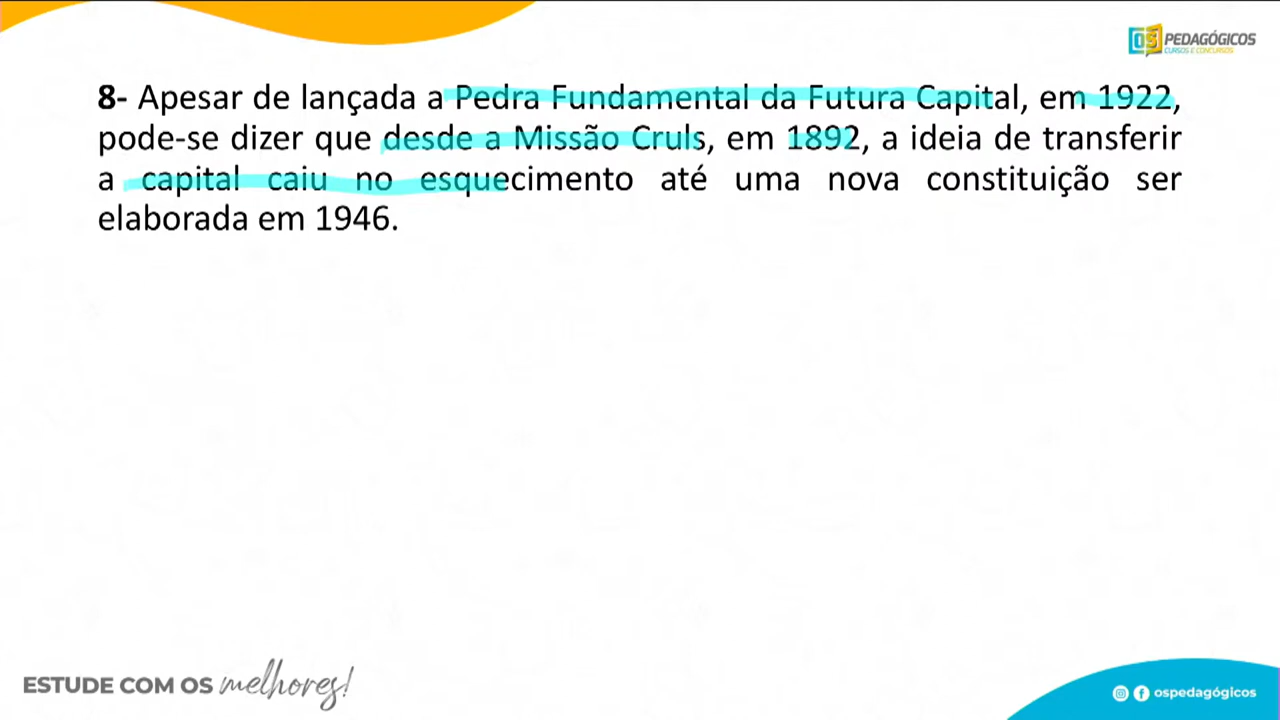 OS PEDAGÓGICOS
CURSOS E CONCURSOS
8- Apesar de lançada a Pedra Fundamental da Futura Capital, em 1922,
pode-se dizer que desde a Missão Cruls, em 1892, a ideia de transferir
a capital caiu no esquecimento até uma nova constituição ser
elaborada em 1946.
ESTUDE COM OS melhores!
ospedagógicos